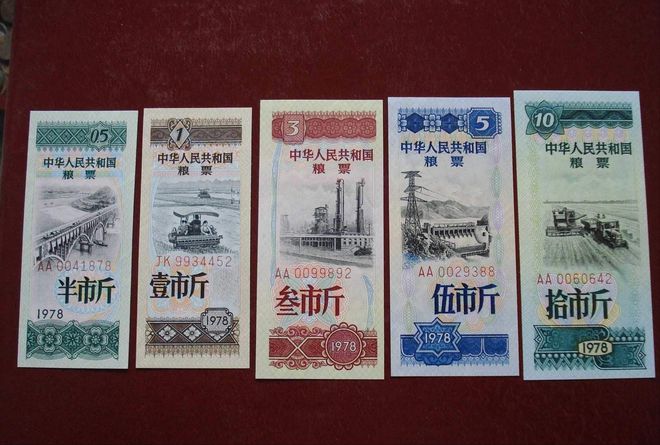 05
中华人民共和国
粮票
AA 0041878
半市斤
1978
1
中华人民共和国
粮票
JK 9934452
壹市斤
1978
3
中华人民共和国
粮票
AA 0099892
叁市斤
1978
5
中华人民共和国
粮票
AA 0029388
伍市斤
1978
10
中华人民共和国
粮票
AA 0060642
拾市斤
1978